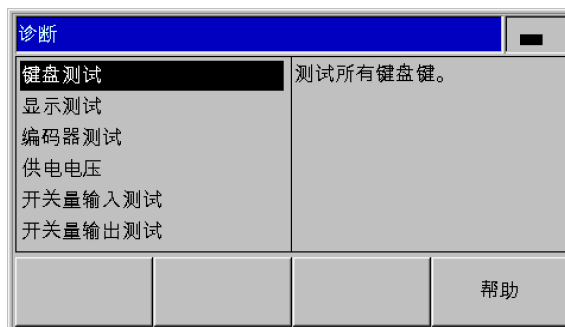 诊断
键盘测试
测试所有键盘键。
显示测试
编码器测试
供电电压
开关量输入测试
开关量输出测试
帮助